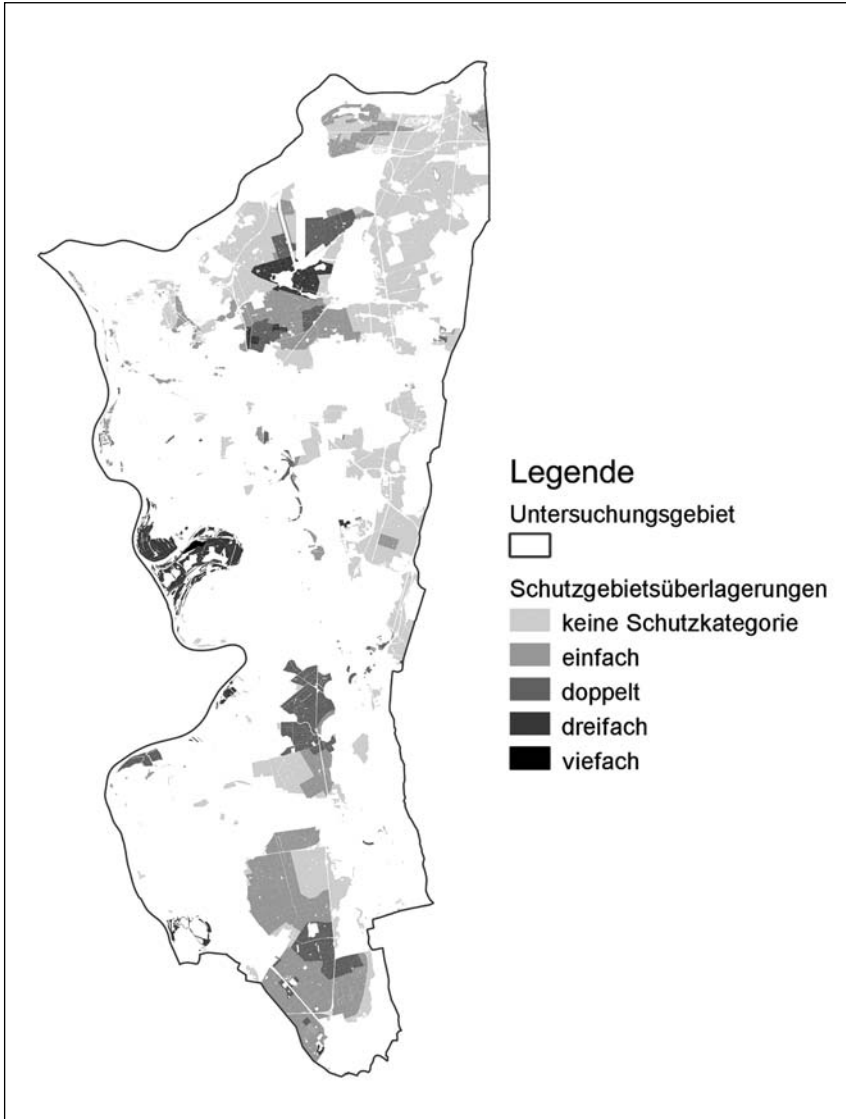 Legende
Untersuchungsgebiet
Schutzgebietsüberlagerungen
keine Schutzkategorie
einfach
doppelt
dreifach
viefach